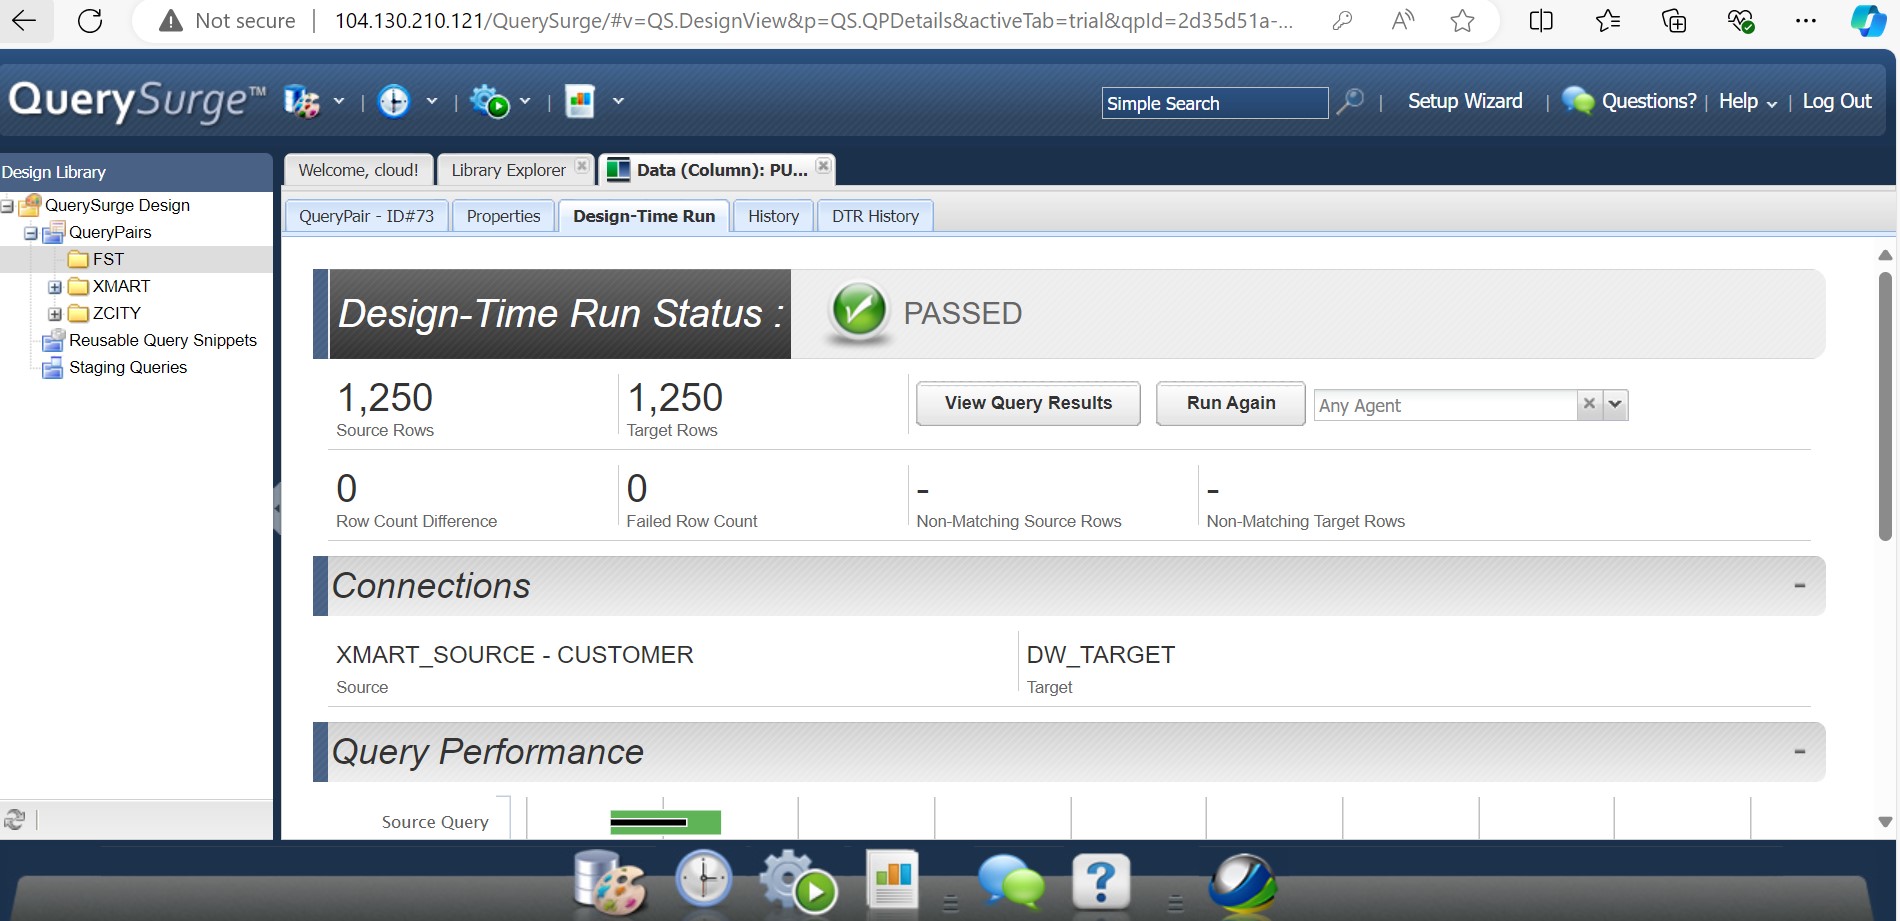 Not secure | 104.130.210.121/QuerySurge/#v=QS.DesignView&p=QS.QPDetails&activeTab=trial&qpId=2d35d51a-...
QuerySurge™
Simple Search
Setup Wizard | Questions? | Help | Log Out
Design Library
QuerySurge Design
QueryPairs
FST
XMART
ZCITY
Reusable Query Snippets
Staging Queries
Welcome, cloud!
Library Explorer
Data (Column): PU...
QueryPair - ID#73
Properties
Design-Time Run
History
DTR History
Design-Time Run Status :
PASSED
1,250
Source Rows
1,250
Target Rows
View Query Results
Run Again
Any Agent
0
Row Count Difference
0
Failed Row Count
-
Non-Matching Source Rows
-
Non-Matching Target Rows
Connections
XMART_SOURCE - CUSTOMER
Source
DW_TARGET
Target
Query Performance
Source Query